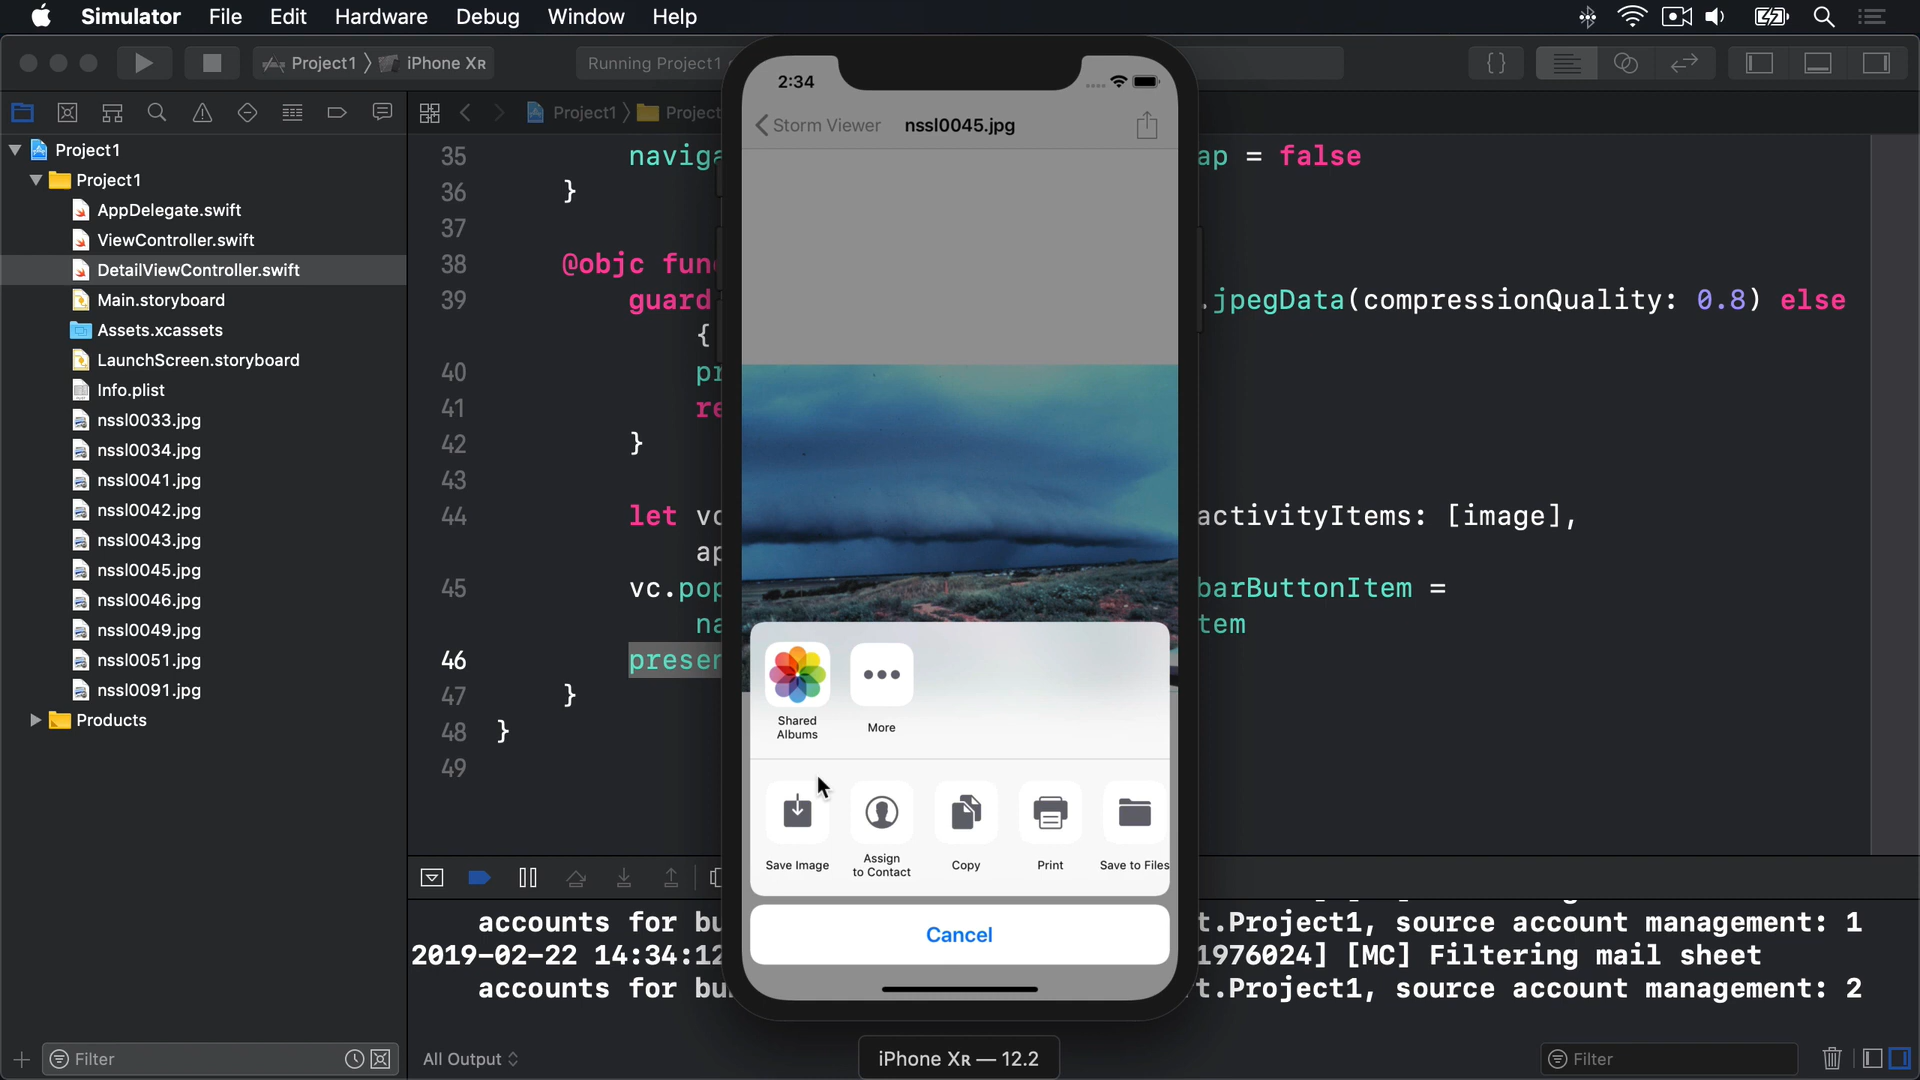 Simulator File Edit Hardware Debug Window Help
Project1 iPhone XR
Running Project1
2:34
Project1
Storm Viewer nssl0045.jpg
Project1
Project1
AppDelegate.swift
ViewController.swift
DetailViewController.swift
Main.storyboard
Assets.xcassets
LaunchScreen.storyboard
Info.plist
nssl0033.jpg
nssl0034.jpg
nssl0041.jpg
nssl0042.jpg
nssl0043.jpg
nssl0045.jpg
nssl0046.jpg
nssl0049.jpg
nssl0051.jpg
nssl0091.jpg
Products
35 naviga ap = false
36 }
37
38 @objc fun
39 guard .jpegData(compressionQuality: 0.8) else
{
40 pr
41 re
42 }
43
44 let vc activityItems: [image],
ap
45 vc.pop barButtonItem =
na tem
46 presen
47 }
48 }
49
Shared
Albums
More
Save Image
Assign
to Contact
Copy
Print
Save to Files
Cancel
accounts for bu t.Project1, source account management: 1
2019-02-22 14:34:12 1976024] [MC] Filtering mail sheet
accounts for bu t.Project1, source account management: 2
Filter
All Output
iPhone XR — 12.2
Filter